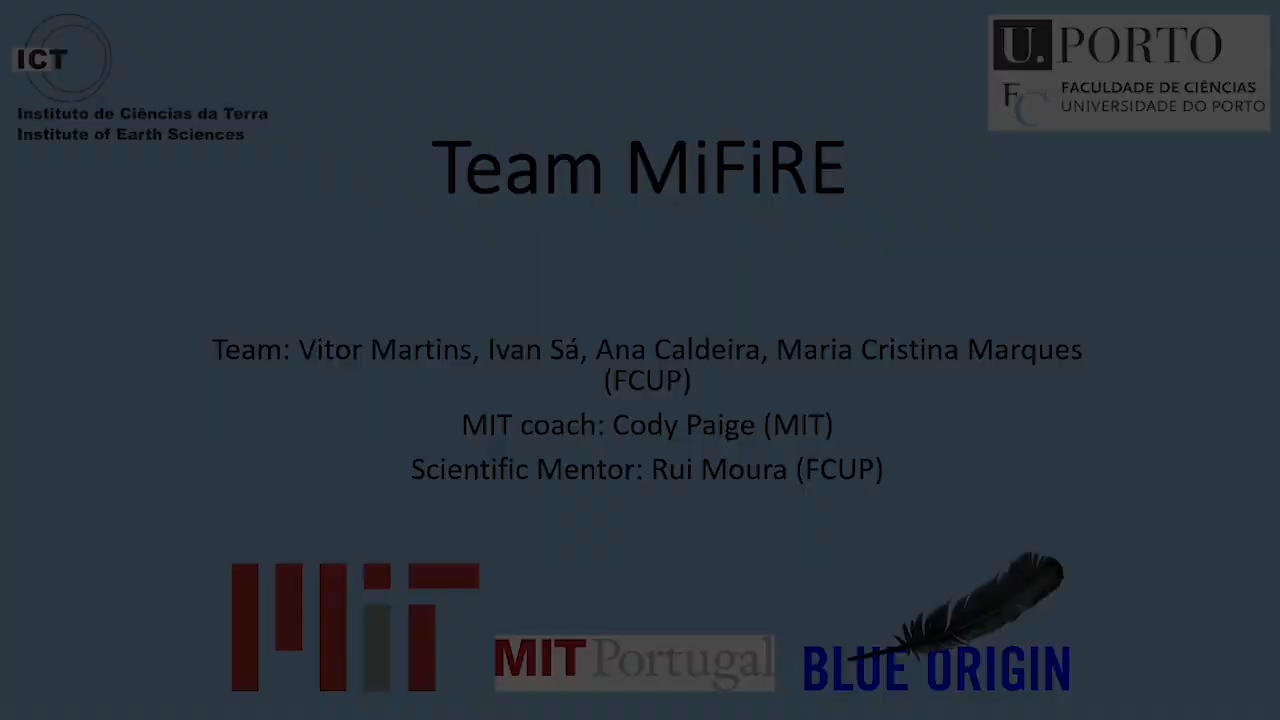 ICT
Instituto de Ciências da Terra
Institute of Earth Sciences
U. PORTO
FC FACULDADE DE CIÊNCIAS
UNIVERSIDADE DO PORTO
Team MiFiRE
Team: Vitor Martins, Ivan Sá, Ana Caldeira, Maria Cristina Marques
(FCUP)
MIT coach: Cody Paige (MIT)
Scientific Mentor: Rui Moura (FCUP)
MiT
MIT Portugal
BLUE ORIGIN